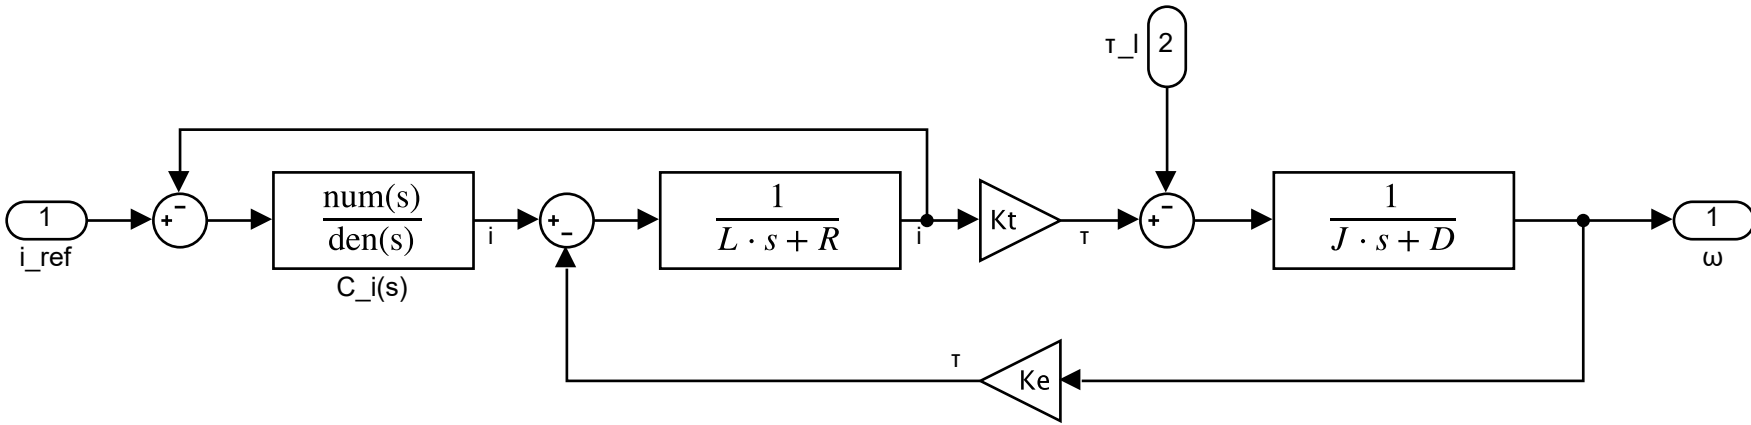 τ_l
2
1
i_ref
+
−
num(s)
den(s)
C_i(s)
i
+
−
1
L · s + R
i
Kt
τ
+
−
1
J · s + D
1
ω
τ
Ke